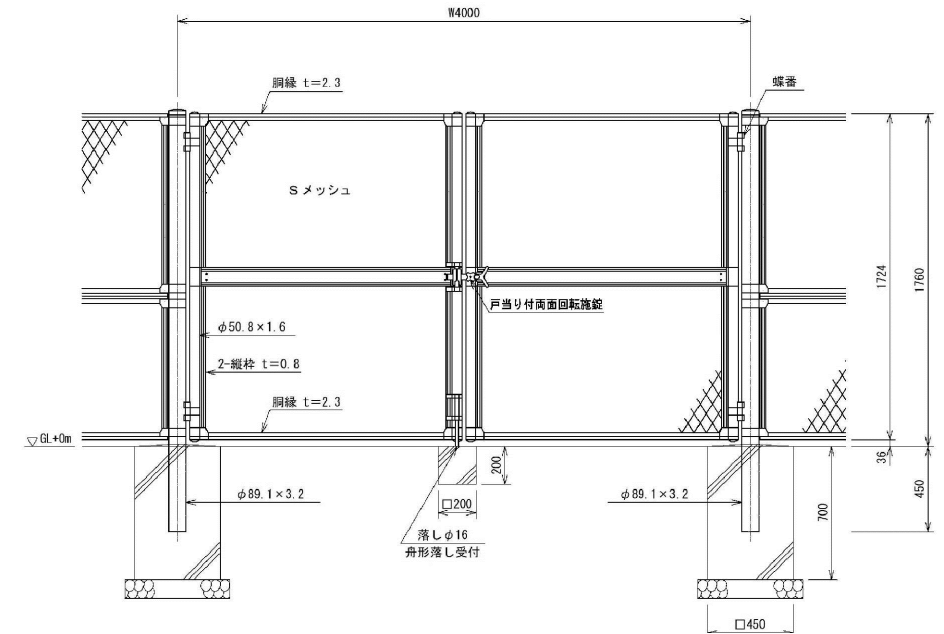 W4000
胴縁 t=2.3
蝶番
Sメッシュ
戸当り付両面回転施錠
1724
1760
φ50.8×1.6
2-縦枠 t=0.8
胴縁 t=2.3
▽GL+0m
36
200
450
φ89.1×3.2
φ89.1×3.2
□200
700
落しφ16
舟形落し受付
□450